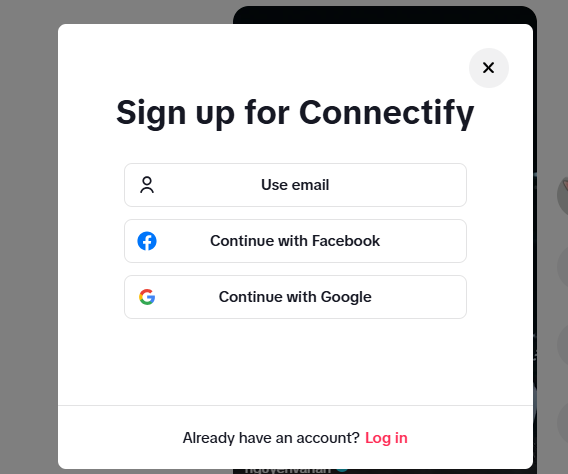 Sign up for Connectify
Use email
Continue with Facebook
Continue with Google
Already have an account? Log in